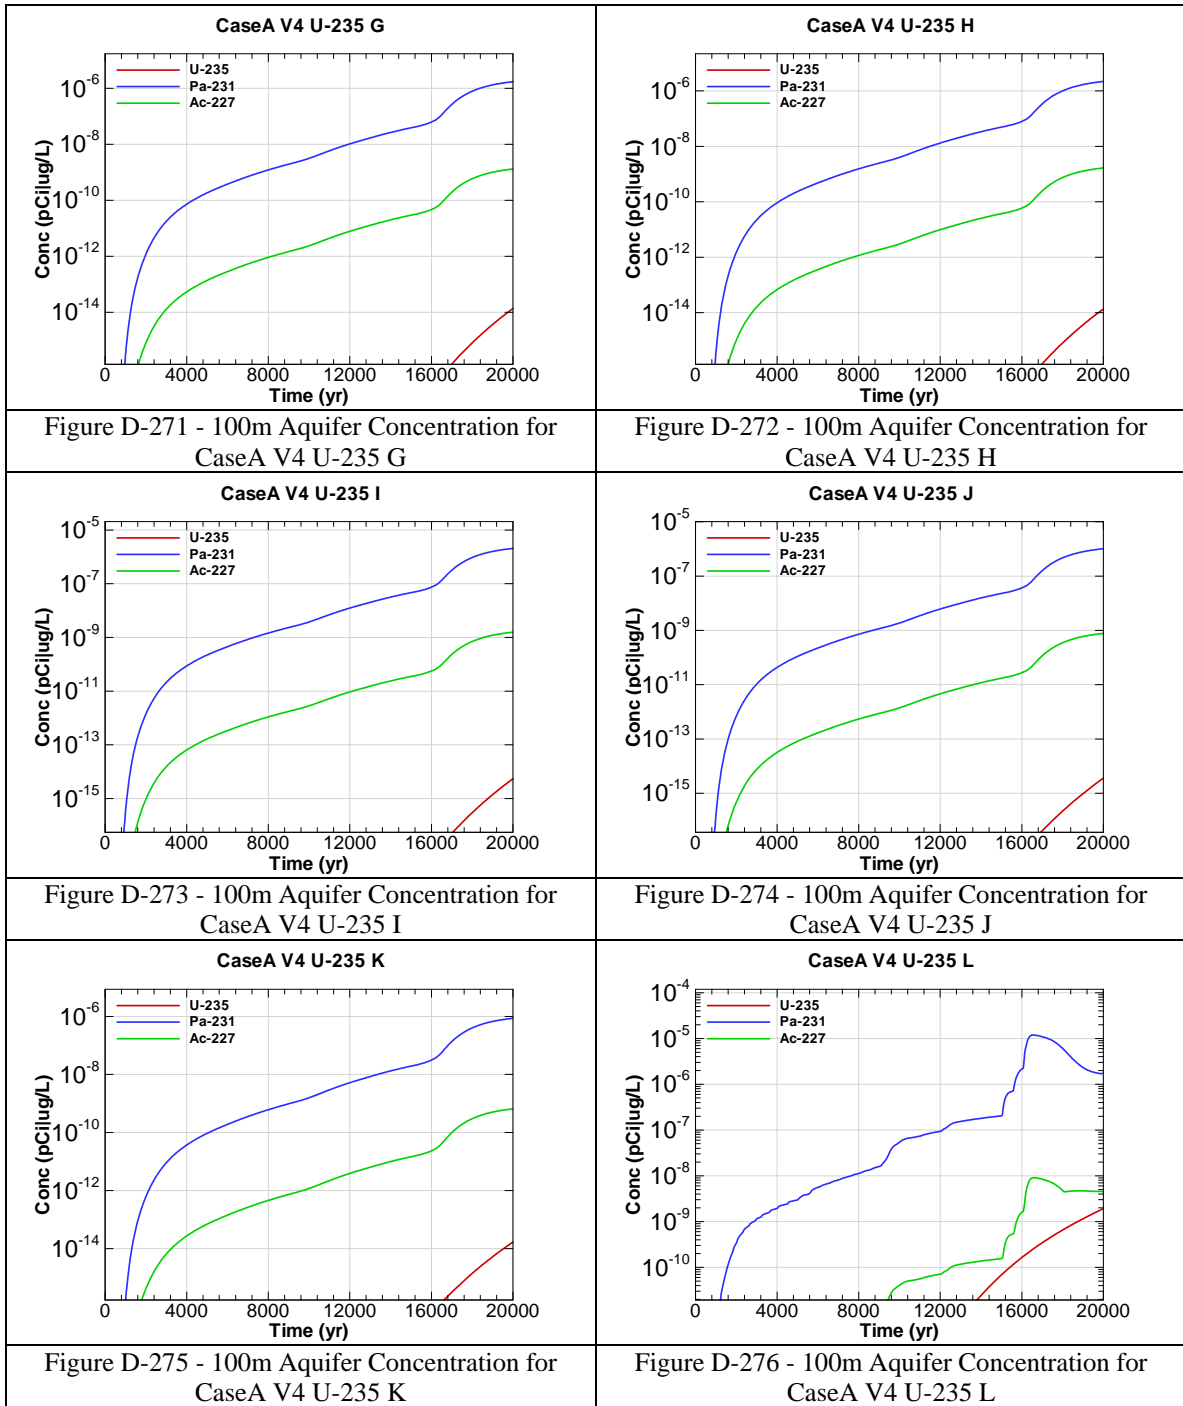 CaseA V4 U-235 G
U-235
Pa-231
Ac-227
10-6
10-8
10-10
10-12
10-14
Conc (pCi|ug/L)
0 4000 8000 12000 16000 20000
Time (yr)
Figure D-271 - 100m Aquifer Concentration for
CaseA V4 U-235 G
CaseA V4 U-235 H
U-235
Pa-231
Ac-227
10-6
10-8
10-10
10-12
10-14
Conc (pCi|ug/L)
0 4000 8000 12000 16000 20000
Time (yr)
Figure D-272 - 100m Aquifer Concentration for
CaseA V4 U-235 H
CaseA V4 U-235 I
U-235
Pa-231
Ac-227
10-5
10-7
10-9
10-11
10-13
10-15
Conc (pCi|ug/L)
0 4000 8000 12000 16000 20000
Time (yr)
Figure D-273 - 100m Aquifer Concentration for
CaseA V4 U-235 I
CaseA V4 U-235 J
U-235
Pa-231
Ac-227
10-5
10-7
10-9
10-11
10-13
10-15
Conc (pCi|ug/L)
0 4000 8000 12000 16000 20000
Time (yr)
Figure D-274 - 100m Aquifer Concentration for
CaseA V4 U-235 J
CaseA V4 U-235 K
U-235
Pa-231
Ac-227
10-6
10-8
10-10
10-12
10-14
Conc (pCi|ug/L)
0 4000 8000 12000 16000 20000
Time (yr)
Figure D-275 - 100m Aquifer Concentration for
CaseA V4 U-235 K
CaseA V4 U-235 L
U-235
Pa-231
Ac-227
10-4
10-5
10-6
10-7
10-8
10-9
10-10
Conc (pCi|ug/L)
0 4000 8000 12000 16000 20000
Time (yr)
Figure D-276 - 100m Aquifer Concentration for
CaseA V4 U-235 L